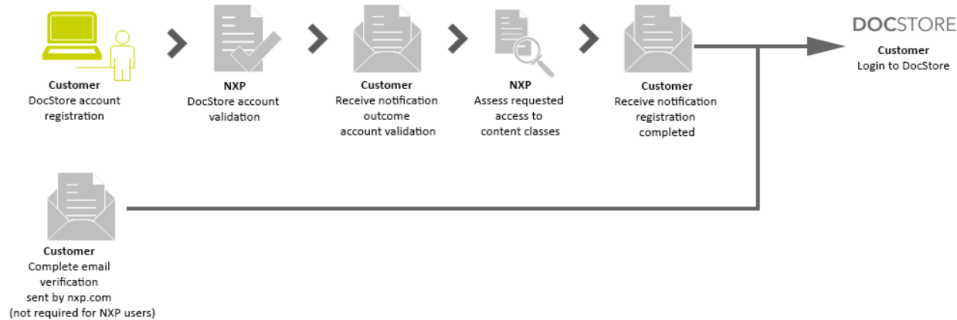 DOCSTORE
Customer
Login to DocStore
Customer
DocStore account
registration
NXP
DocStore account
validation
Customer
Receive notification
outcome
account validation
NXP
Assess requested
access to
content classes
Customer
Receive notification
registration
completed
Customer
Complete email
verification
sent by nxp.com
(not required for NXP users)